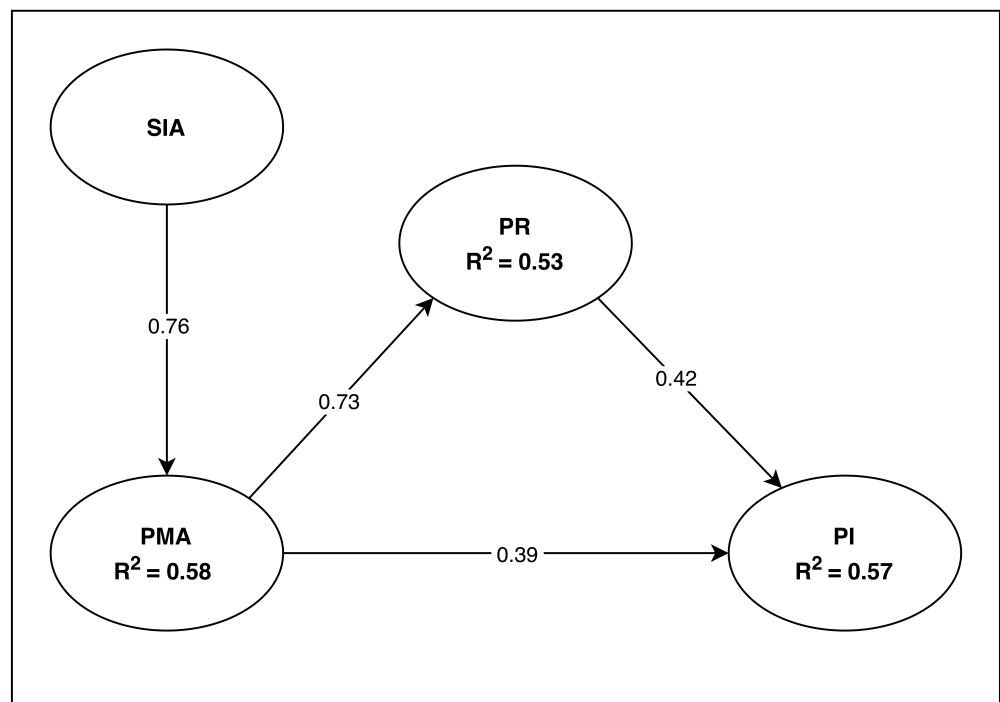 SIA
PR
R² = 0.53
0.76
0.42
0.73
PMA
R² = 0.58
0.39
PI
R² = 0.57